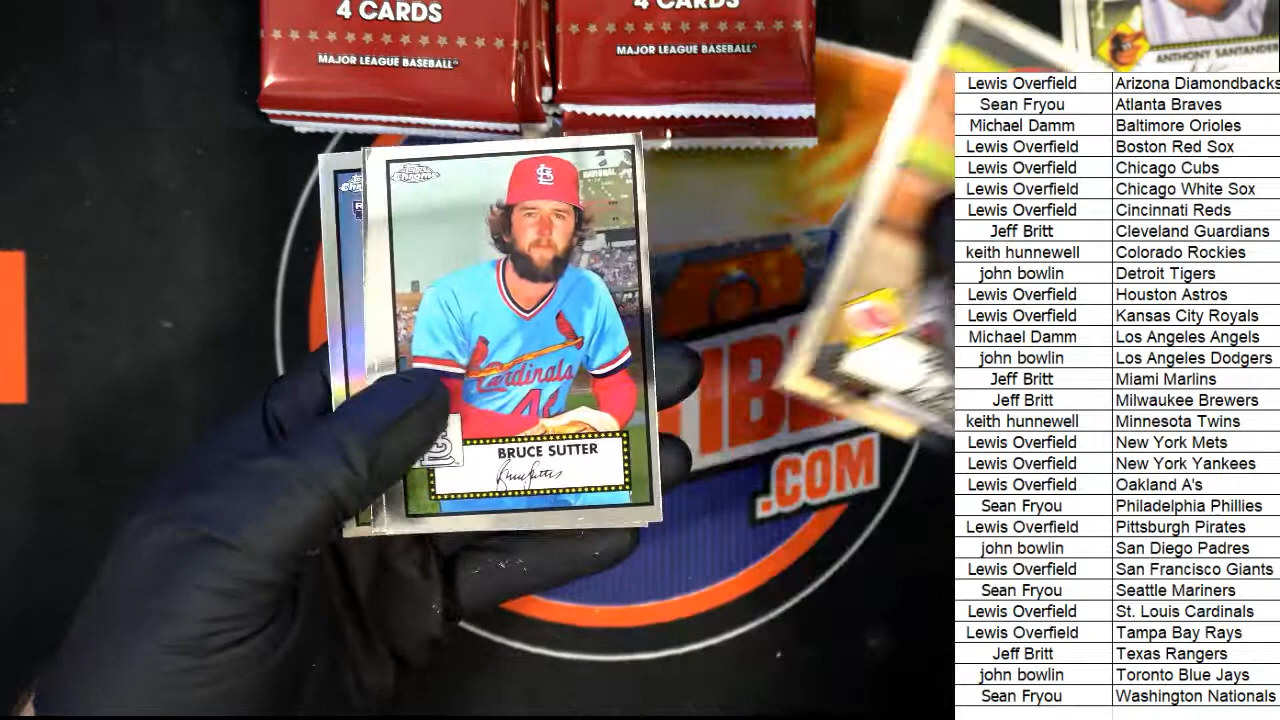 4 CARDS
MAJOR LEAGUE BASEBALL
4 CARDS
MAJOR LEAGUE BASEBALL
ANTHONY SANTANDER
Topps
Chrome
NATIONAL
Cardinals
BRUCE SUTTER
.COM
Lewis Overfield Arizona Diamondbacks
Sean Fryou Atlanta Braves
Michael Damm Baltimore Orioles
Lewis Overfield Boston Red Sox
Lewis Overfield Chicago Cubs
Lewis Overfield Chicago White Sox
Lewis Overfield Cincinnati Reds
Jeff Britt Cleveland Guardians
keith hunnewell Colorado Rockies
john bowlin Detroit Tigers
Lewis Overfield Houston Astros
Lewis Overfield Kansas City Royals
Michael Damm Los Angeles Angels
john bowlin Los Angeles Dodgers
Jeff Britt Miami Marlins
Jeff Britt Milwaukee Brewers
keith hunnewell Minnesota Twins
Lewis Overfield New York Mets
Lewis Overfield New York Yankees
Lewis Overfield Oakland A's
Sean Fryou Philadelphia Phillies
Lewis Overfield Pittsburgh Pirates
john bowlin San Diego Padres
Lewis Overfield San Francisco Giants
Sean Fryou Seattle Mariners
Lewis Overfield St. Louis Cardinals
Lewis Overfield Tampa Bay Rays
Jeff Britt Texas Rangers
john bowlin Toronto Blue Jays
Sean Fryou Washington Nationals